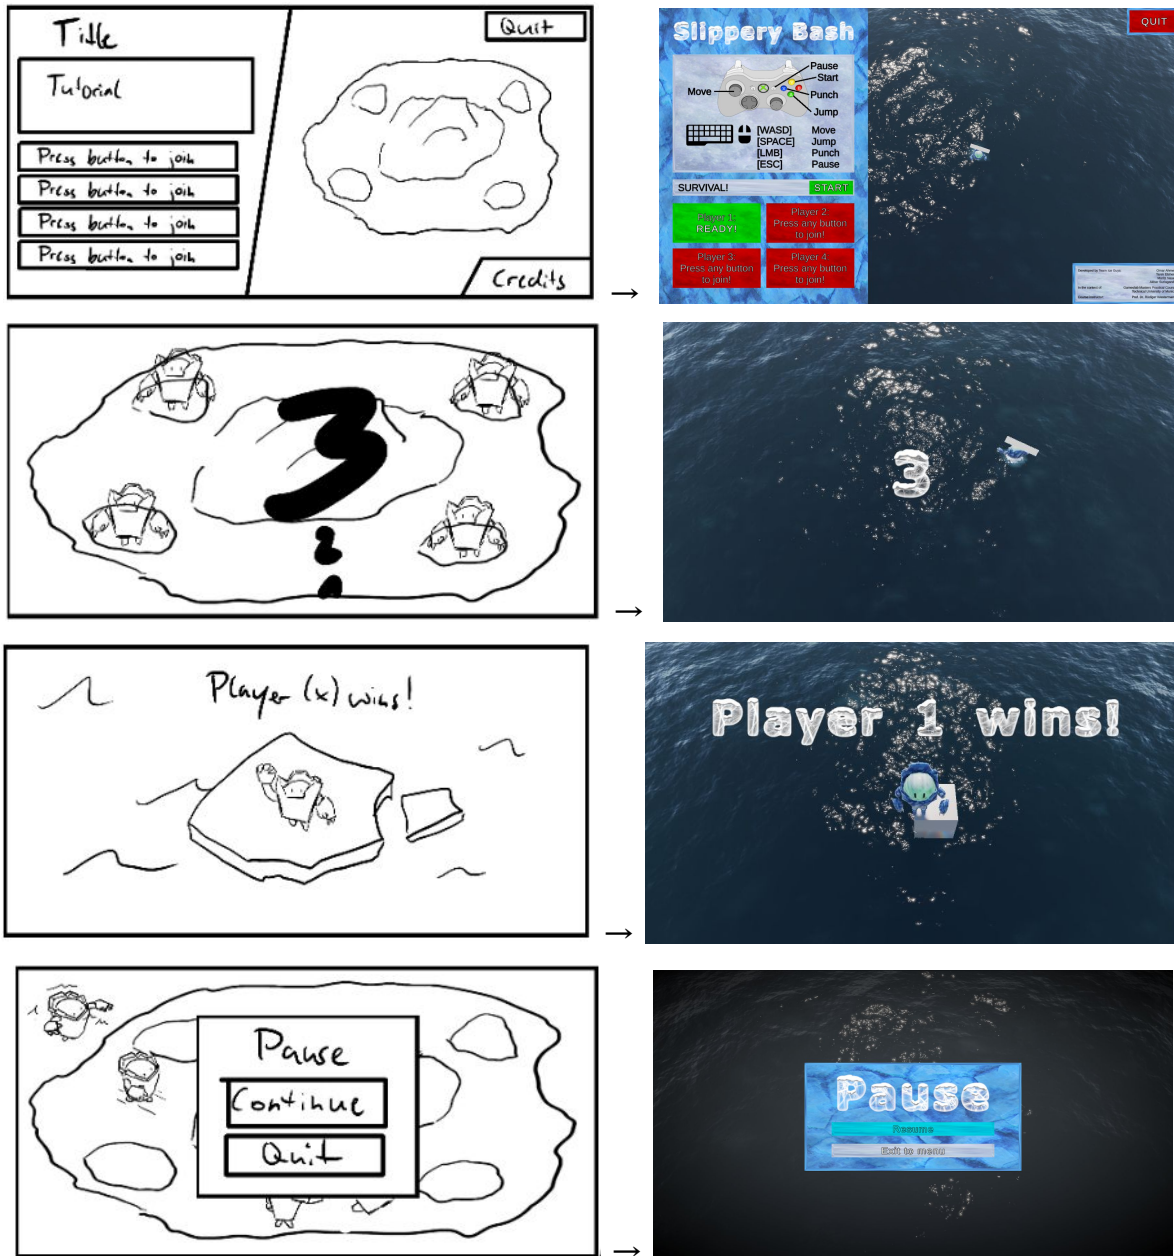 Title
Quit
Tutorial
Press button to join
Press button to join
Press button to join
Press button to join
Credits
→
Slippery Bash
QUIT
Pause
Start
Move
Punch
Jump
[WASD] Move
[SPACE] Jump
[LMB] Punch
[ESC] Pause
SURVIVAL! START
Player 1:
READY!
Player 2:
Press any button
to join!
Player 3:
Press any button
to join!
Player 4:
Press any button
to join!
3
2
1
→
3
Player (x) wins!
→
Player 1 wins!
Pause
Continue
Quit
→
Pause
Resume
Exit to menu